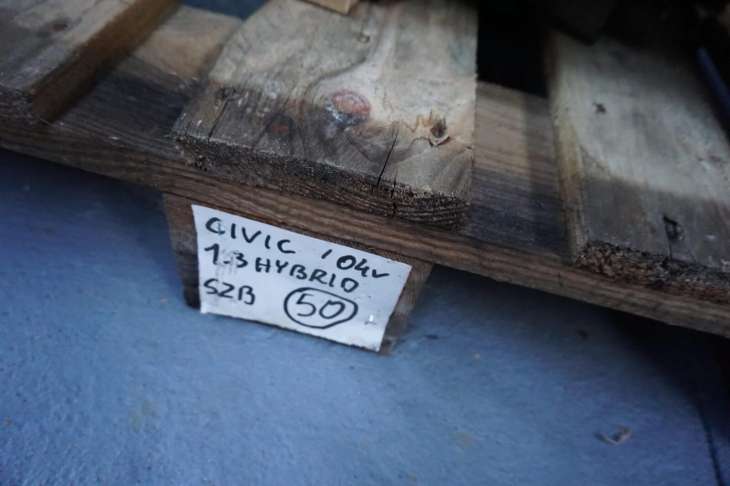 CIVIC '04v
1.3 HYBRID
SZB 50